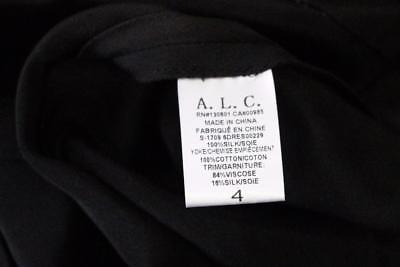 A. L. C.
RN#130601 CA#00985
MADE IN CHINA
FABRIQUÉ EN CHINE
S-1709 6DRES00229
100%SILK/SOIE
YOKE/CHEMISE EMPIÈCEMENT
100%COTTON/COTON
TRIM/GARNITURE
84%VISCOSE
16%SILK/SOIE
4